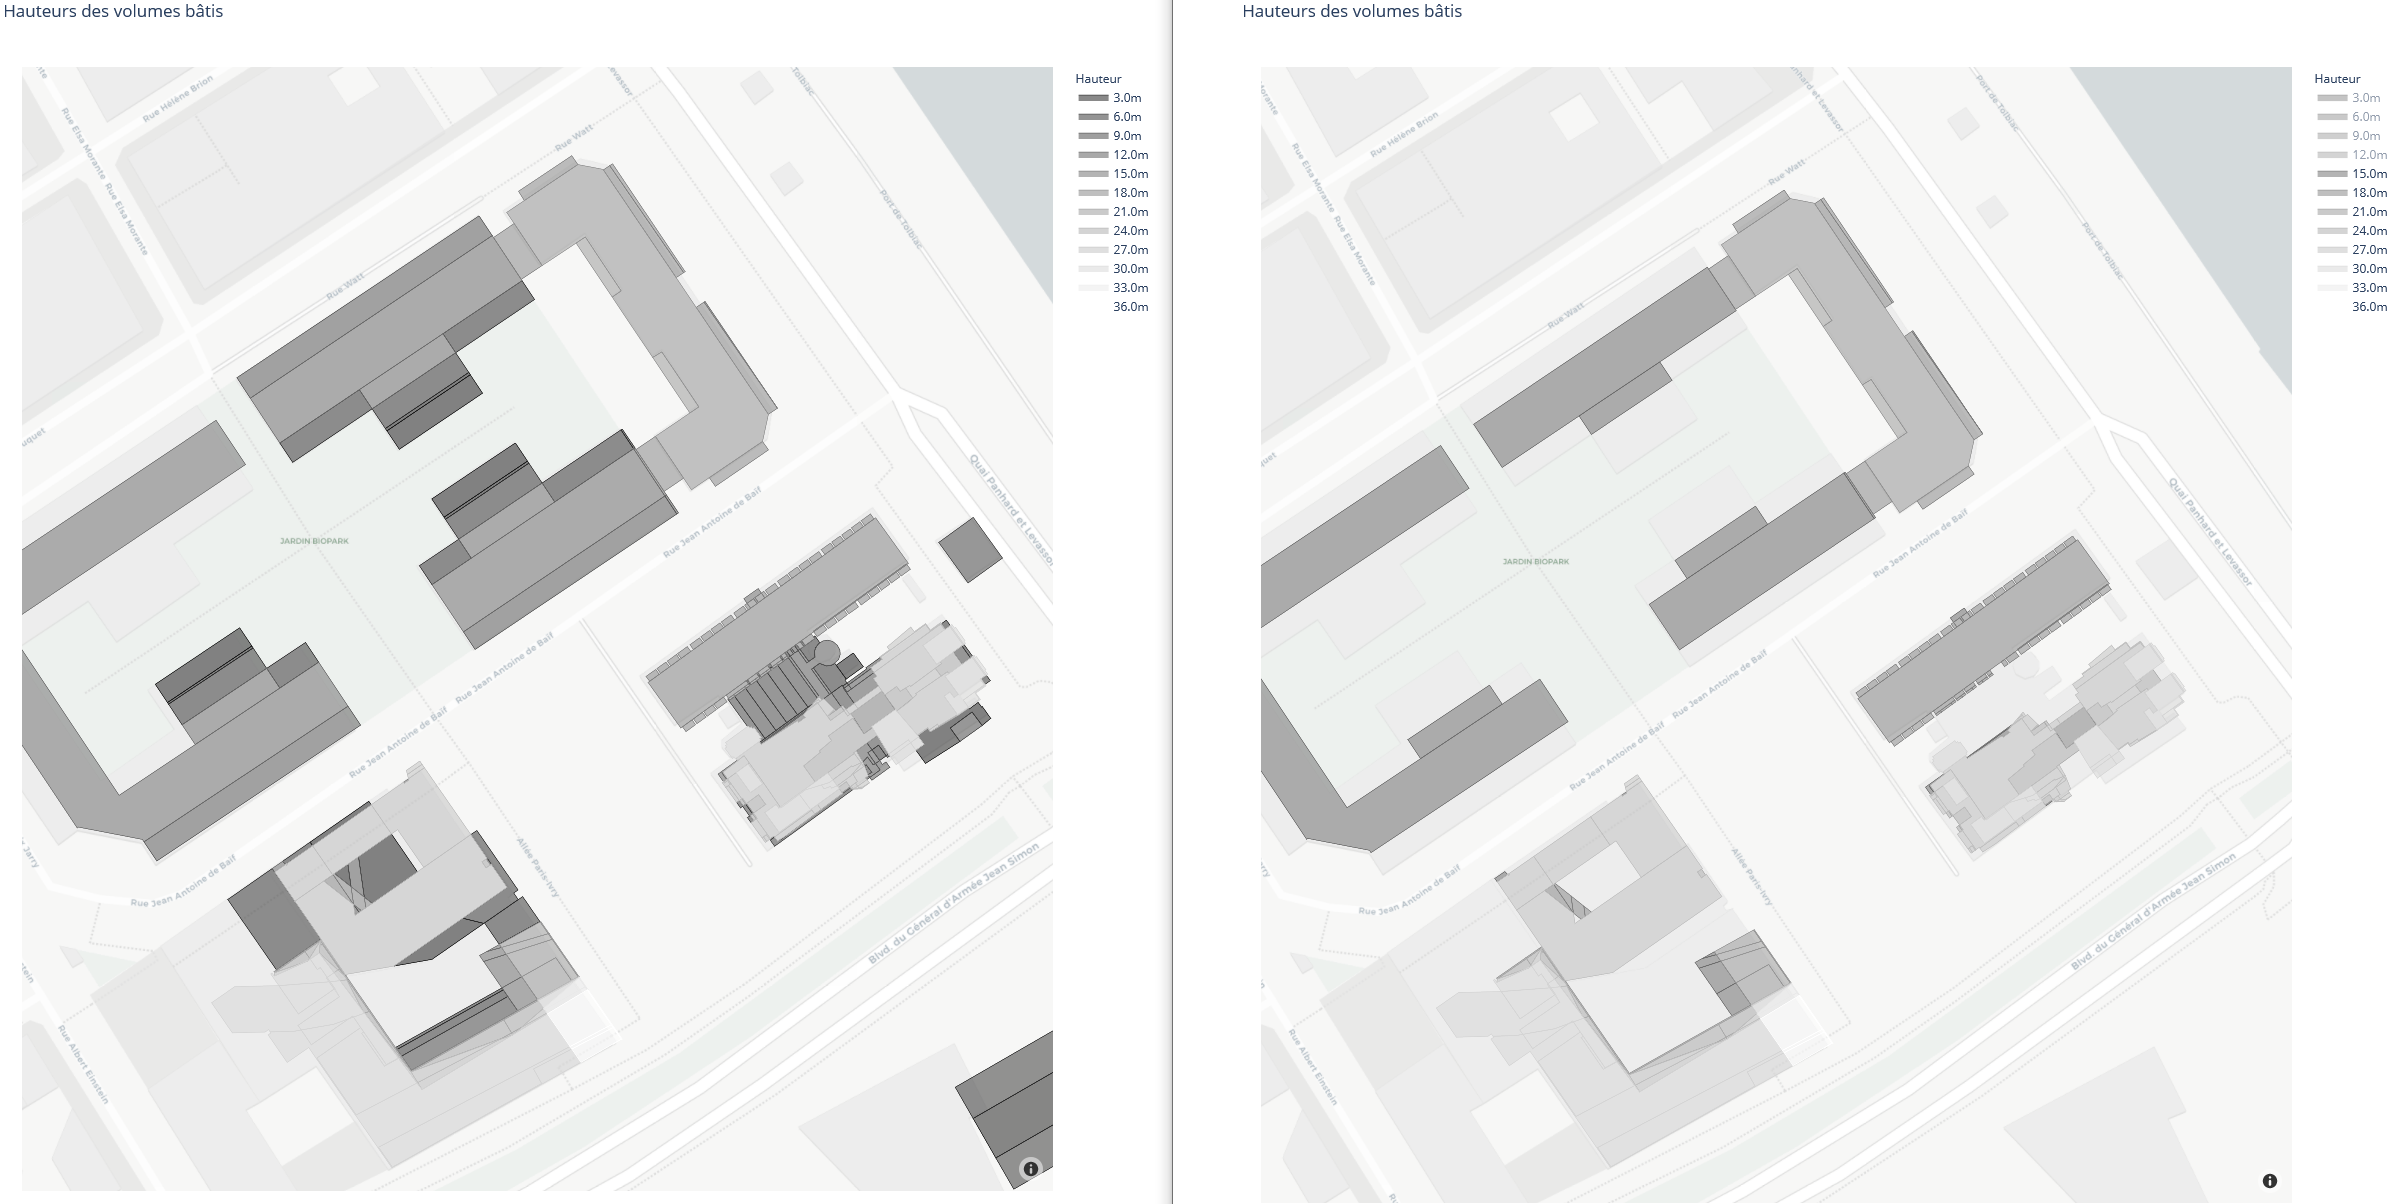 Hauteurs des volumes bâtis
Rue Hélène Brion
Rue Elsa Morante
Rue Elsa Morante
Rue Watt
Rue Watt
Port de Tolbiac
JARDIN BIOPARK
Quai Panhard et Levassor
Rue Jean Antoine de Baïf
Rue Jean Antoine de Baïf
Rue Jean Antoine de Baïf
Rue Jean Antoine de Baïf
Allée Paris-Ivry
Blvd. du Général d'Armée Jean Simon
Rue Albert Einstein
Hauteur
3.0m
6.0m
9.0m
12.0m
15.0m
18.0m
21.0m
24.0m
27.0m
30.0m
33.0m
36.0m
Hauteurs des volumes bâtis
Rue Hélène Brion
Rue Elsa Morante
Rue Elsa Morante
Rue Watt
Rue Watt
Port de Tolbiac
Port de Tolbiac
JARDIN BIOPARK
Quai Panhard et Levassor
Rue Jean Antoine de Baïf
Rue Jean Antoine de Baïf
Rue Jean Antoine de Baïf
Rue Jean Antoine de Baïf
Allée Paris-Ivry
Blvd. du Général d'Armée Jean Simon
Rue Albert Einstein
Hauteur
3.0m
6.0m
9.0m
12.0m
15.0m
18.0m
21.0m
24.0m
27.0m
30.0m
33.0m
36.0m